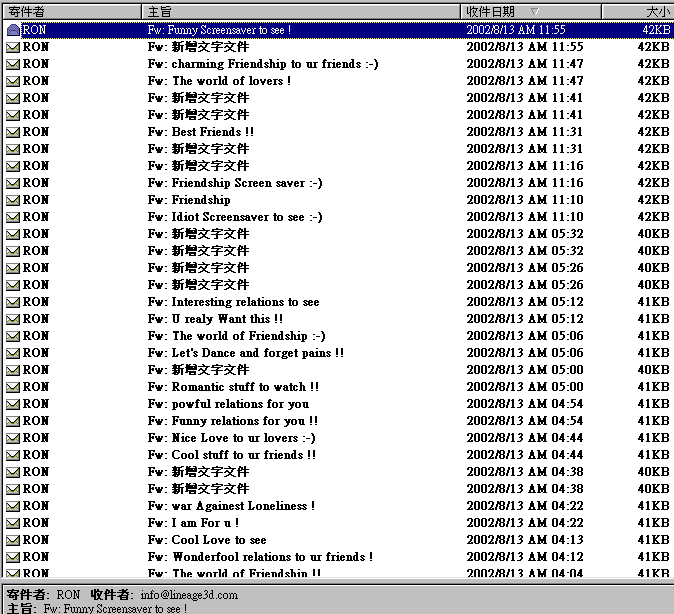 寄件者 主旨 收件日期 大小
RON Fw: Funny Screensaver to see ! 2002/8/13 AM 11:55 42KB
RON Fw: 新增文字文件 2002/8/13 AM 11:55 42KB
RON Fw: charming Friendship to ur friends :-) 2002/8/13 AM 11:47 42KB
RON Fw: The world of lovers ! 2002/8/13 AM 11:47 42KB
RON Fw: 新增文字文件 2002/8/13 AM 11:41 42KB
RON Fw: 新增文字文件 2002/8/13 AM 11:41 42KB
RON Fw: Best Friends !! 2002/8/13 AM 11:31 42KB
RON Fw: 新增文字文件 2002/8/13 AM 11:31 42KB
RON Fw: 新增文字文件 2002/8/13 AM 11:16 42KB
RON Fw: Friendship Screen saver :-) 2002/8/13 AM 11:16 42KB
RON Fw: Friendship 2002/8/13 AM 11:10 42KB
RON Fw: Idiot Screensaver to see :-) 2002/8/13 AM 11:10 42KB
RON Fw: 新增文字文件 2002/8/13 AM 05:32 40KB
RON Fw: 新增文字文件 2002/8/13 AM 05:32 40KB
RON Fw: 新增文字文件 2002/8/13 AM 05:26 40KB
RON Fw: 新增文字文件 2002/8/13 AM 05:26 40KB
RON Fw: Interesting relations to see 2002/8/13 AM 05:12 41KB
RON Fw: U realy Want this !! 2002/8/13 AM 05:12 41KB
RON Fw: The world of Friendship :-) 2002/8/13 AM 05:06 41KB
RON Fw: Let's Dance and forget pains !! 2002/8/13 AM 05:06 41KB
RON Fw: 新增文字文件 2002/8/13 AM 05:00 40KB
RON Fw: Romantic stuff to watch !! 2002/8/13 AM 05:00 41KB
RON Fw: powful relations for you 2002/8/13 AM 04:54 41KB
RON Fw: Funny relations for you !! 2002/8/13 AM 04:54 41KB
RON Fw: Nice Love to ur lovers :-) 2002/8/13 AM 04:44 41KB
RON Fw: Cool stuff to ur friends !! 2002/8/13 AM 04:44 41KB
RON Fw: 新增文字文件 2002/8/13 AM 04:38 40KB
RON Fw: 新增文字文件 2002/8/13 AM 04:38 40KB
RON Fw: war Against Loneliness ! 2002/8/13 AM 04:22 41KB
RON Fw: I am For u ! 2002/8/13 AM 04:22 41KB
RON Fw: Cool Love to see 2002/8/13 AM 04:13 41KB
RON Fw: Wonderfool relations to ur friends ! 2002/8/13 AM 04:12 41KB
RON Fw: The world of Friendship !! 2002/8/13 AM 04:04 41KB
寄件者: RON 收件者: info@lineage3d.com
主旨: Fw: Funny Screensaver to see !